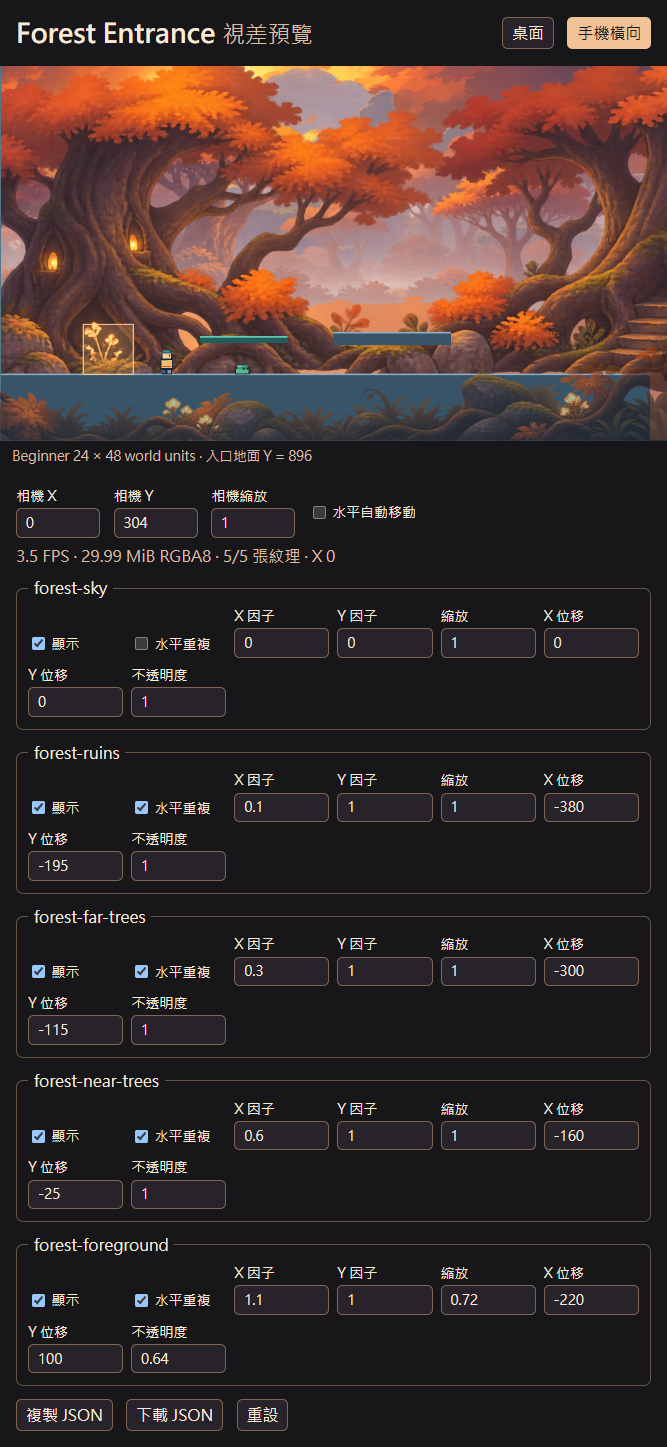 Forest Entrance 視差預覽 桌面 手機橫向
Beginner 24 × 48 world units · 入口地面 Y = 896
相機 X 相機 Y 相機縮放
0 304 1 水平自動移動
3.5 FPS · 29.99 MiB RGBA8 · 5/5 張紋理 · X 0
forest-sky
X 因子 Y 因子 縮放 X 位移
顯示 水平重複 0 0 1 0
Y 位移 不透明度
0 1
forest-ruins
X 因子 Y 因子 縮放 X 位移
顯示 水平重複 0.1 1 1 -380
Y 位移 不透明度
-195 1
forest-far-trees
X 因子 Y 因子 縮放 X 位移
顯示 水平重複 0.3 1 1 -300
Y 位移 不透明度
-115 1
forest-near-trees
X 因子 Y 因子 縮放 X 位移
顯示 水平重複 0.6 1 1 -160
Y 位移 不透明度
-25 1
forest-foreground
X 因子 Y 因子 縮放 X 位移
顯示 水平重複 1.1 1 0.72 -220
Y 位移 不透明度
100 0.64
複製 JSON 下載 JSON 重設